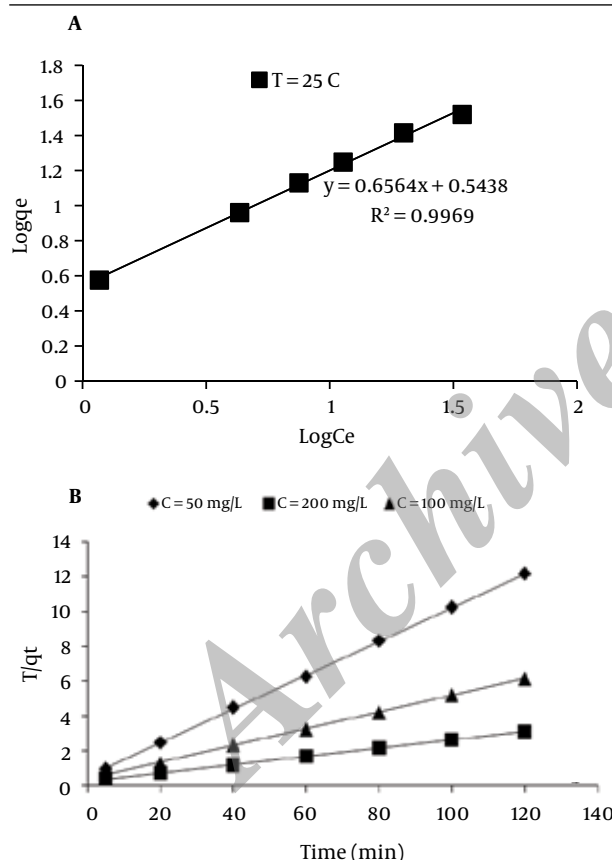 A
1.8
1.6
1.4
1.2
1
0.8
0.6
0.4
0.2
0
T = 25 C
y = 0.6564x + 0.5438
R² = 0.9969
Logqe
0 0.5 1 1.5 2
LogCe
B
C = 50 mg/L C = 200 mg/L C = 100 mg/L
14
12
10
8
6
4
2
0
T/qt
0 20 40 60 80 100 120 140
Time (min)
Archive